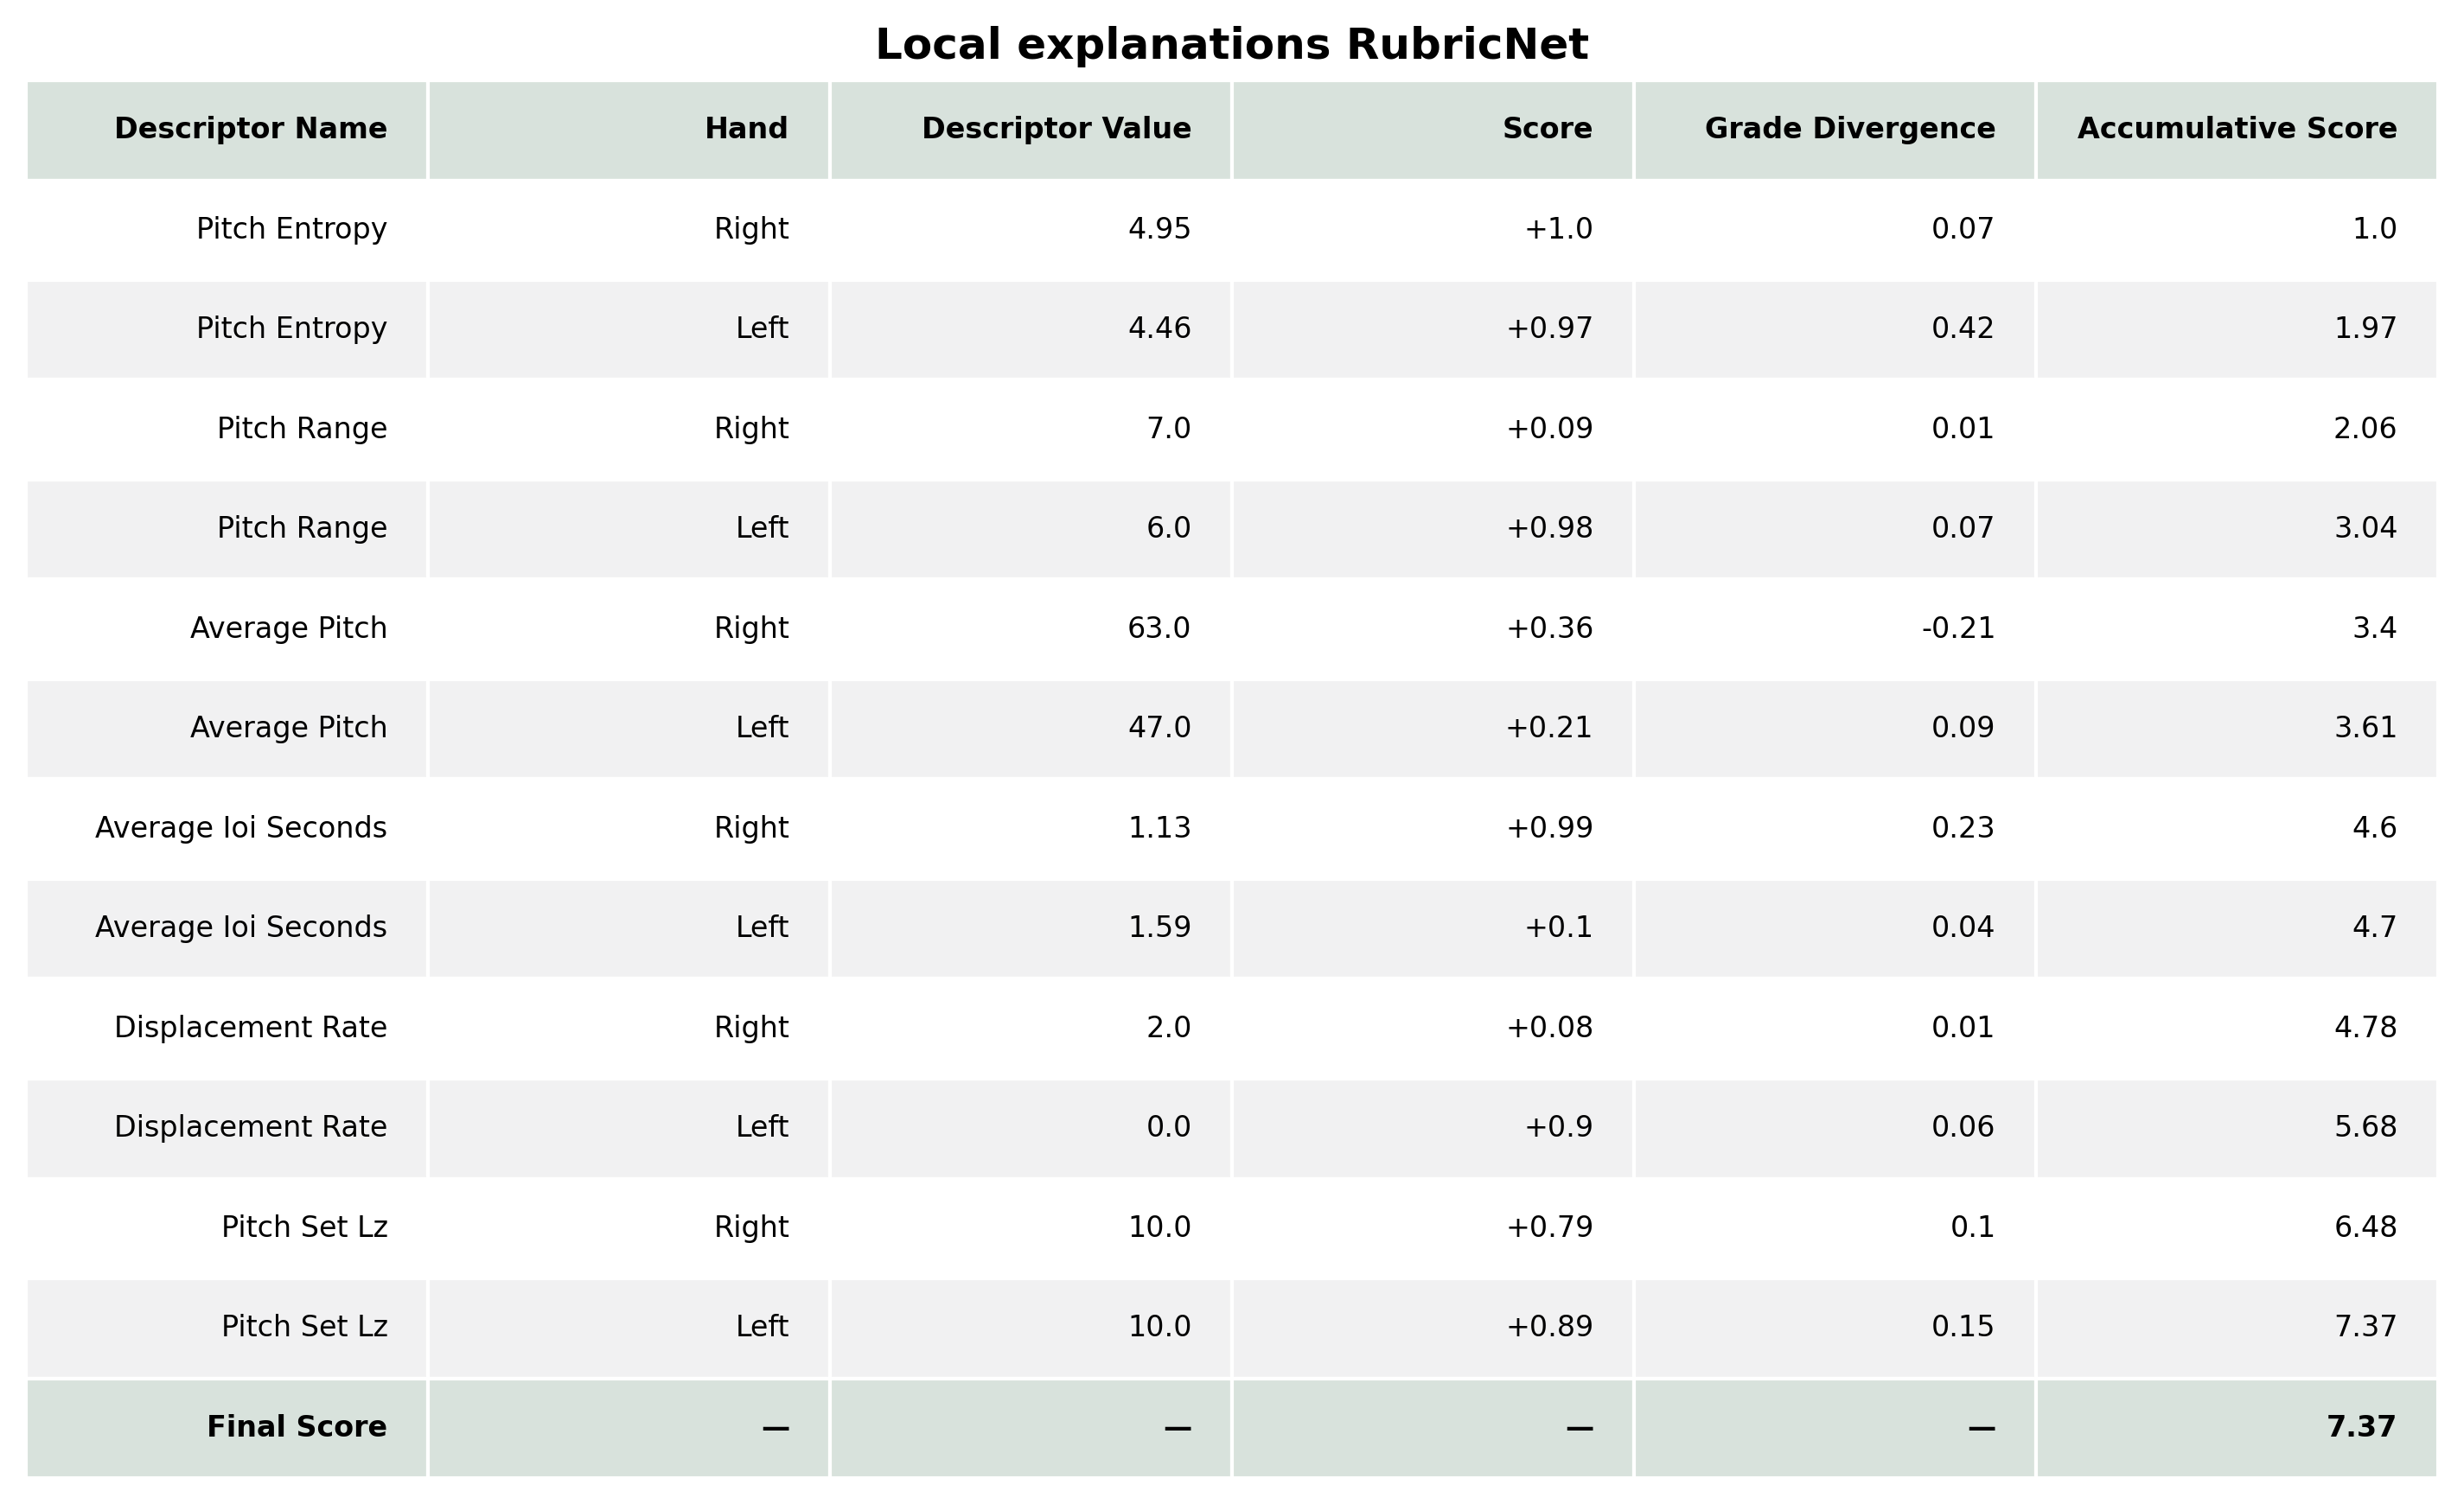 Local explanations RubricNet
Descriptor Name Hand Descriptor Value Score Grade Divergence Accumulative Score
Pitch Entropy Right 4.95 +1.0 0.07 1.0
Pitch Entropy Left 4.46 +0.97 0.42 1.97
Pitch Range Right 7.0 +0.09 0.01 2.06
Pitch Range Left 6.0 +0.98 0.07 3.04
Average Pitch Right 63.0 +0.36 -0.21 3.4
Average Pitch Left 47.0 +0.21 0.09 3.61
Average Ioi Seconds Right 1.13 +0.99 0.23 4.6
Average Ioi Seconds Left 1.59 +0.1 0.04 4.7
Displacement Rate Right 2.0 +0.08 0.01 4.78
Displacement Rate Left 0.0 +0.9 0.06 5.68
Pitch Set Lz Right 10.0 +0.79 0.1 6.48
Pitch Set Lz Left 10.0 +0.89 0.15 7.37
Final Score — — — — 7.37